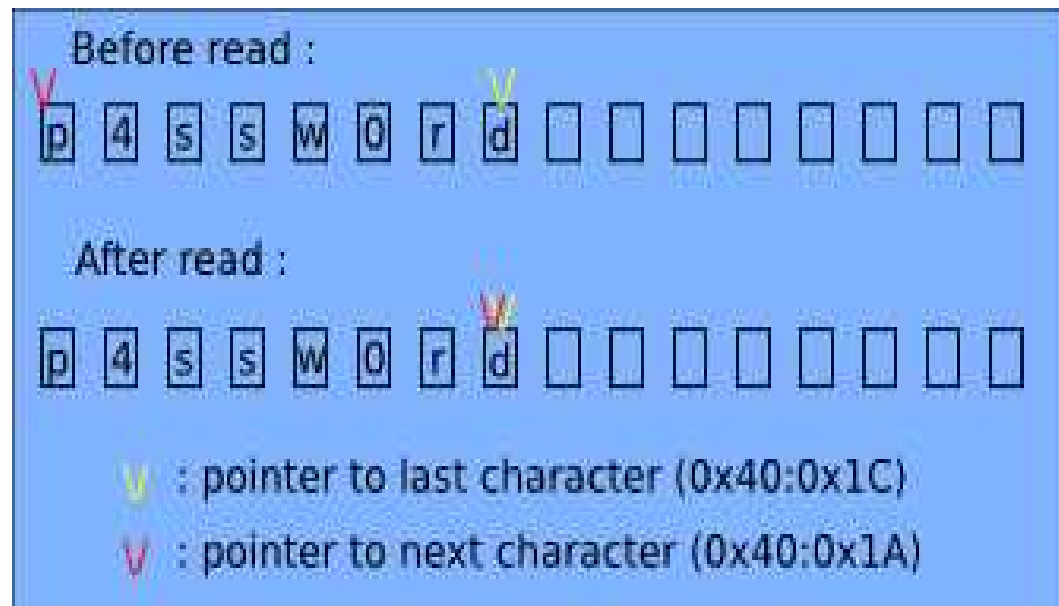 Before read :
V V
p 4 s s w 0 r d
After read :
V V
p 4 s s w 0 r d
V : pointer to last character (0x40:0x1C)
V : pointer to next character (0x40:0x1A)